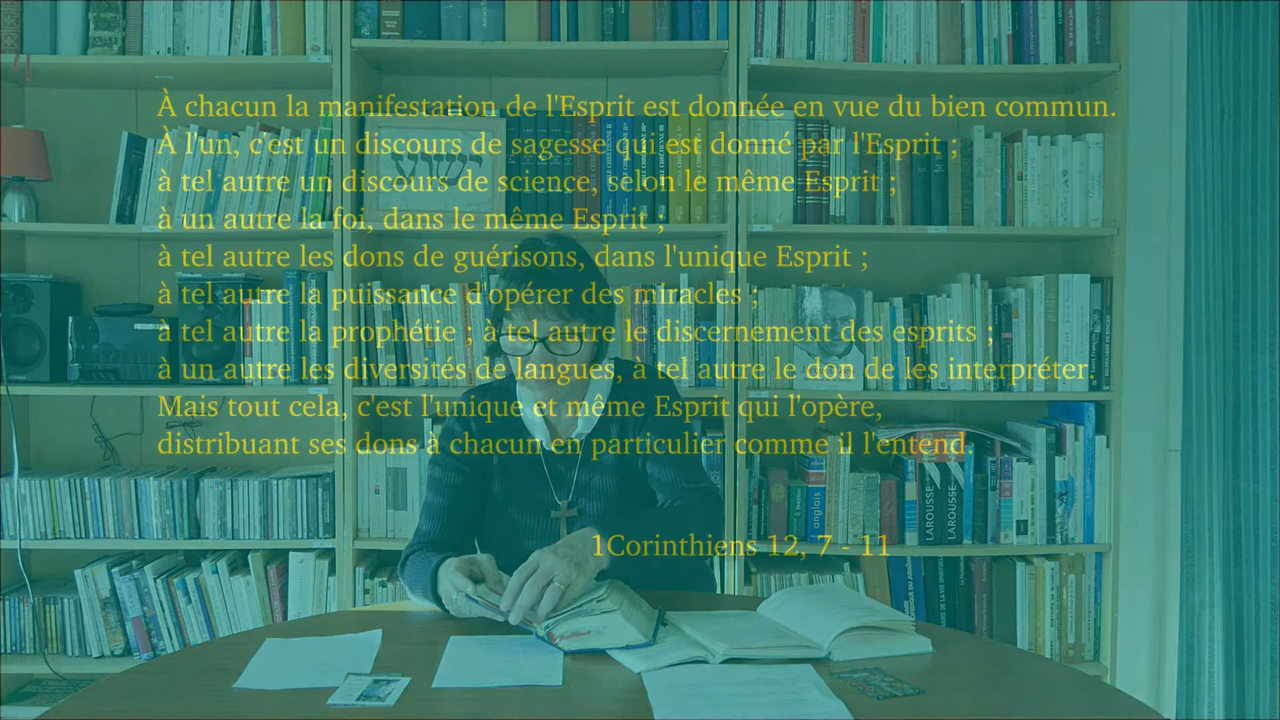 À chacun la manifestation de l'Esprit est donnée en vue du bien commun.
À l'un, c'est un discours de sagesse qui est donné par l'Esprit ;
à tel autre un discours de science, selon le même Esprit ;
à un autre la foi, dans le même Esprit ;
à tel autre les dons de guérisons, dans l'unique Esprit ;
à tel autre la puissance d'opérer des miracles ;
à tel autre la prophétie ; à tel autre le discernement des esprits ;
à un autre les diversités de langues, à tel autre le don de les interpréter.
Mais tout cela, c'est l'unique et même Esprit qui l'opère,
distribuant ses dons à chacun en particulier comme il l'entend.
1Corinthiens 12, 7 - 11
anglais
LAROUSSE
LAROUSSE